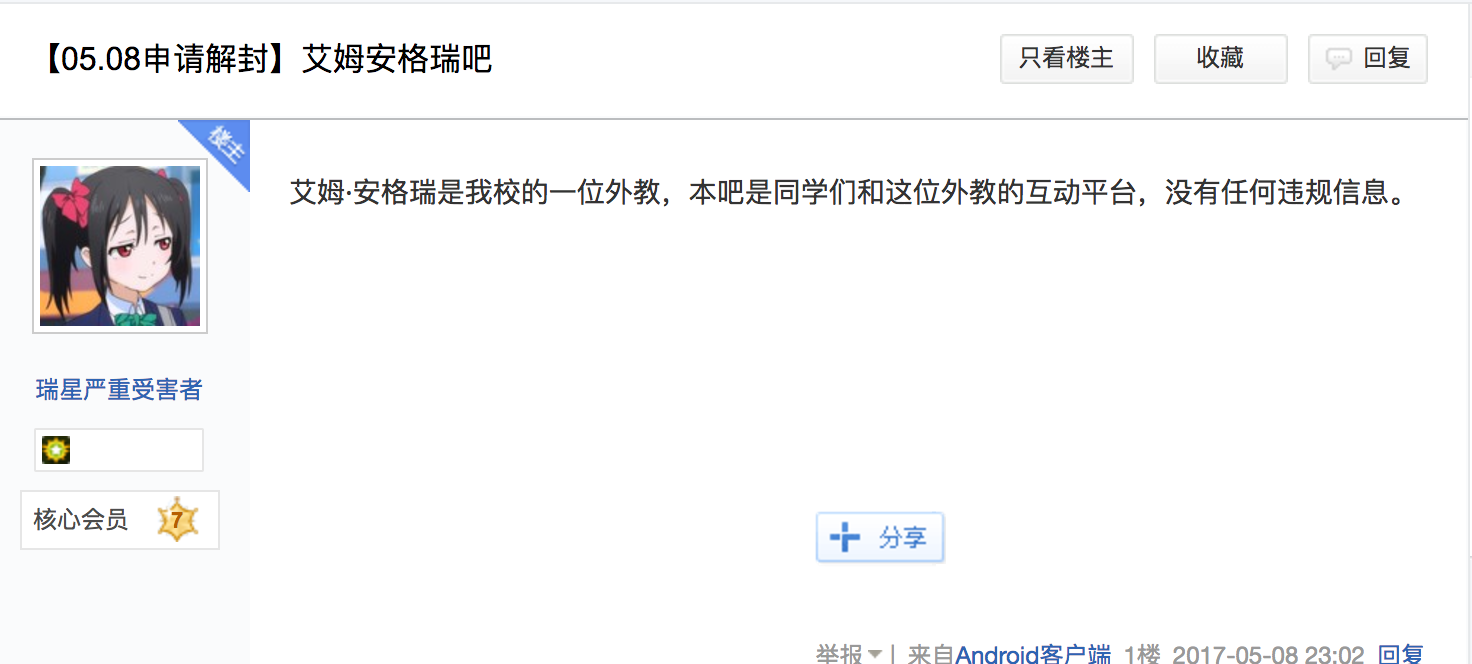 【05.08申请解封】艾姆安格瑞吧
只看楼主
收藏
回复
楼主
艾姆·安格瑞是我校的一位外教，本吧是同学们和这位外教的互动平台，没有任何违规信息。
瑞星严重受害者
核心会员 7
分享
举报 | 来自Android客户端 1楼 2017-05-08 23:02 回复